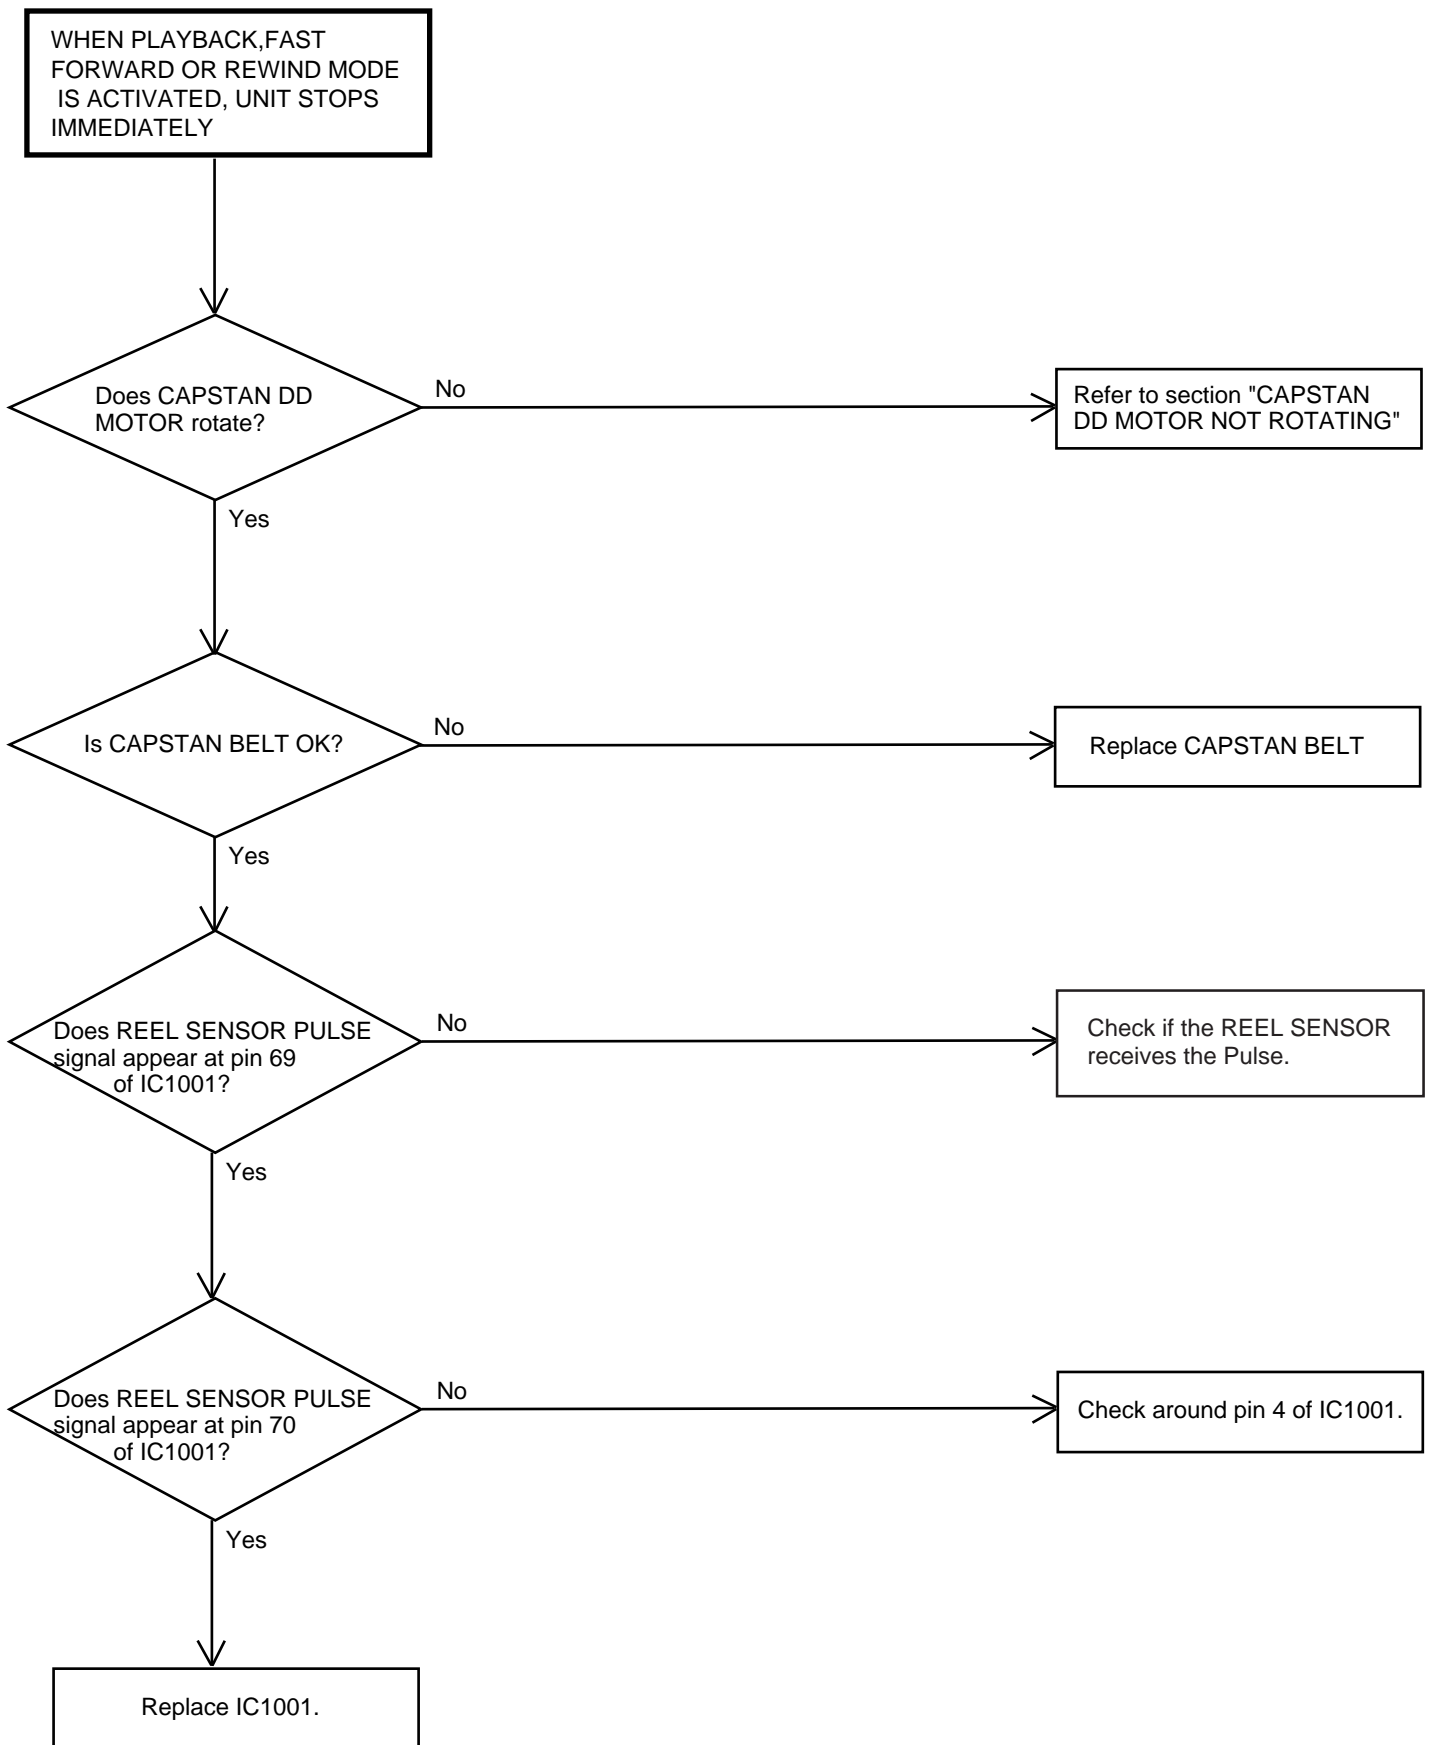 WHEN PLAYBACK,FAST
FORWARD OR REWIND MODE
IS ACTIVATED, UNIT STOPS
IMMEDIATELY
Does CAPSTAN DD
MOTOR rotate?
No
Refer to section "CAPSTAN
DD MOTOR NOT ROTATING"
Yes
Is CAPSTAN BELT OK?
No
Replace CAPSTAN BELT
Yes
Does REEL SENSOR PULSE
signal appear at pin 69
of IC1001?
No
Check if the REEL SENSOR
receives the Pulse.
Yes
Does REEL SENSOR PULSE
signal appear at pin 70
of IC1001?
No
Check around pin 4 of IC1001.
Yes
Replace IC1001.